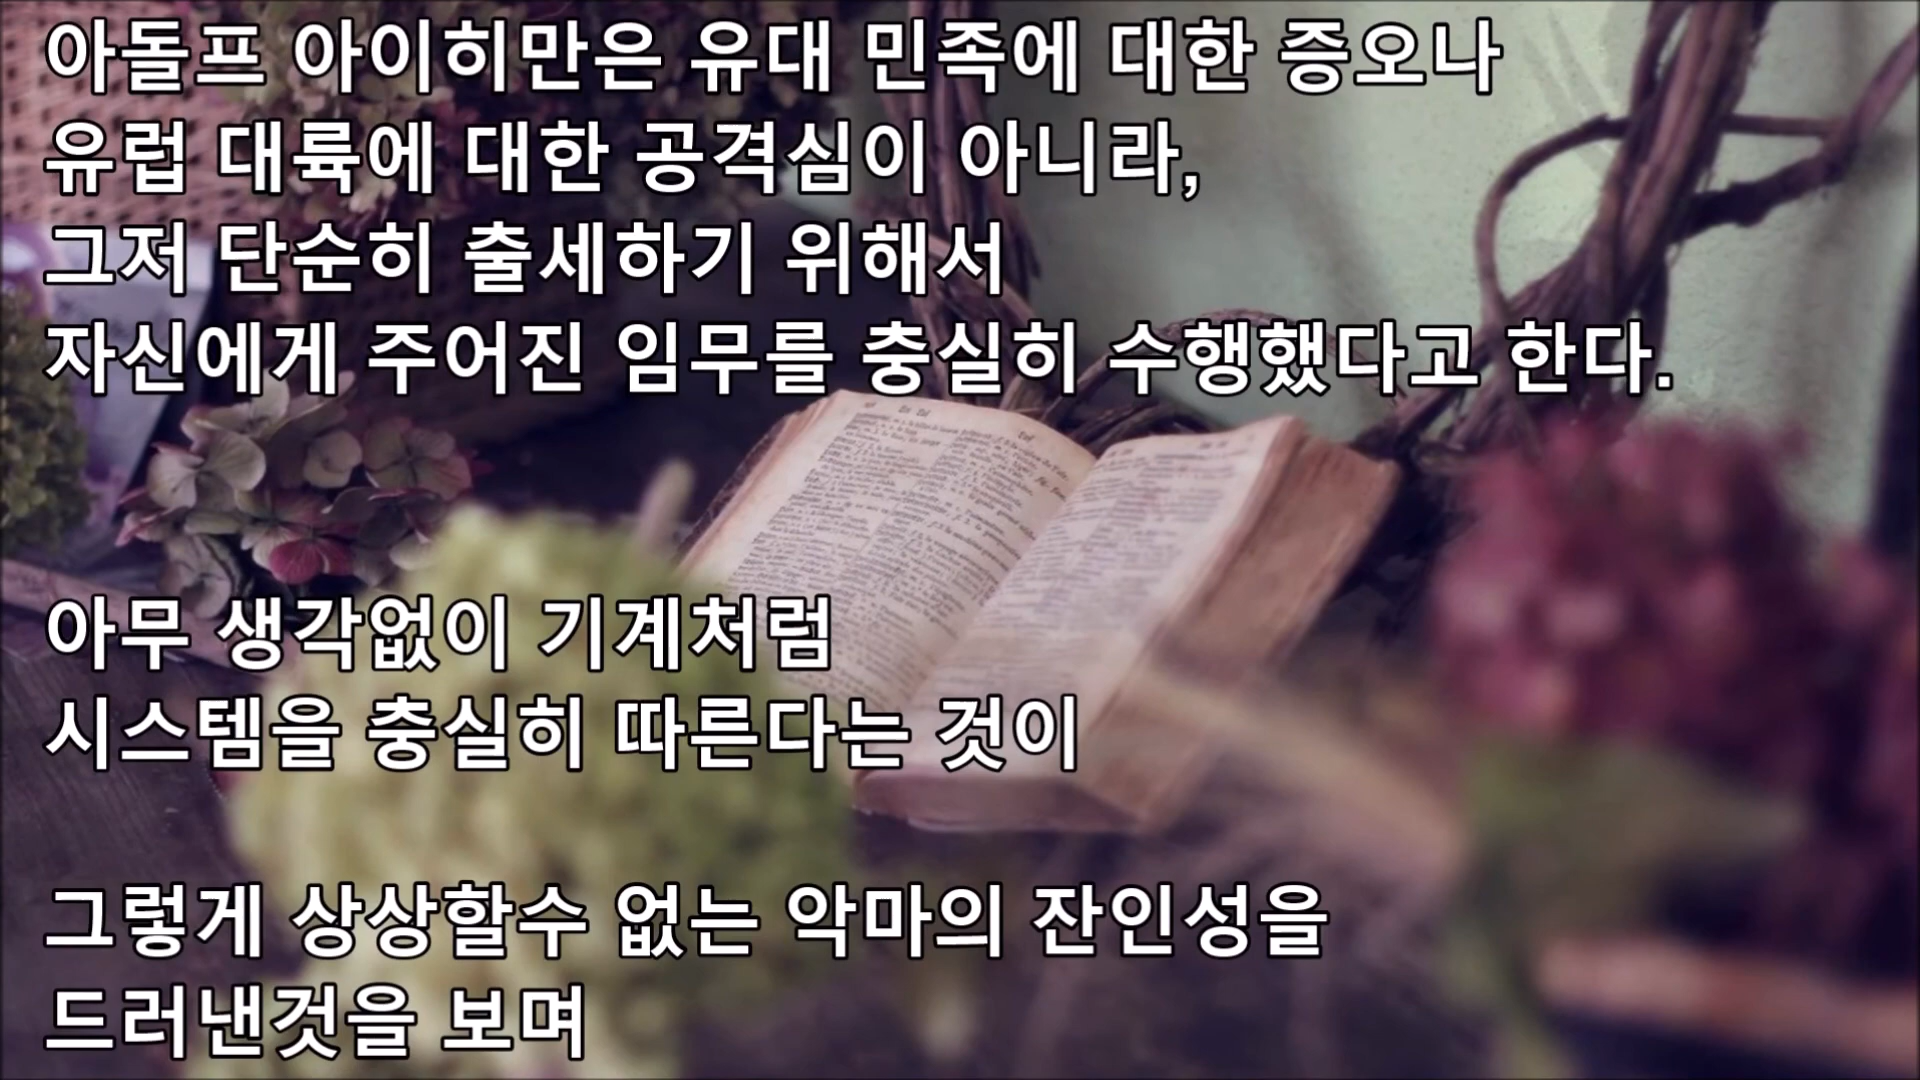 아돌프 아이히만은 유대 민족에 대한 증오나
유럽 대륙에 대한 공격심이 아니라,
그저 단순히 출세하기 위해서
자신에게 주어진 임무를 충실히 수행했다고 한다.
아무 생각없이 기계처럼
시스템을 충실히 따른다는 것이
그렇게 상상할수 없는 악마의 잔인성을
드러낸것을 보며